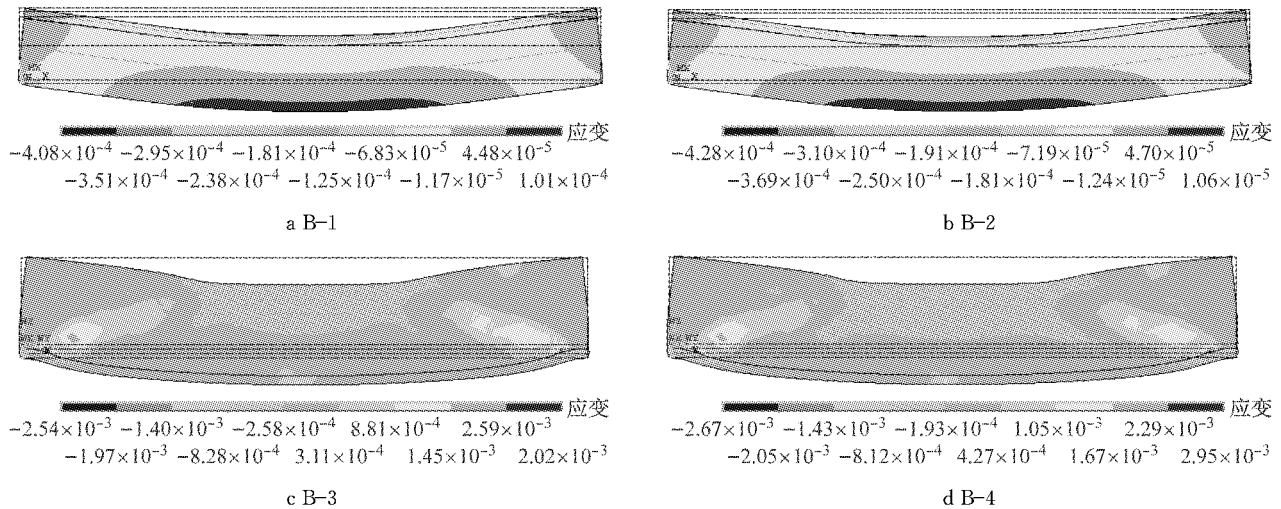 应变
-4.08×10⁻⁴ -2.95×10⁻⁴ -1.81×10⁻⁴ -6.83×10⁻⁵ 4.48×10⁻⁵
-3.51×10⁻⁴ -2.38×10⁻⁴ -1.25×10⁻⁴ -1.17×10⁻⁵ 1.01×10⁻⁴
a B-1
应变
-4.28×10⁻⁴ -3.10×10⁻⁴ -1.91×10⁻⁴ -7.19×10⁻⁵ 4.70×10⁻⁵
-3.69×10⁻⁴ -2.50×10⁻⁴ -1.81×10⁻⁴ -1.24×10⁻⁵ 1.06×10⁻⁵
b B-2
应变
-2.54×10⁻³ -1.40×10⁻³ -2.58×10⁻⁴ 8.81×10⁻⁴ 2.59×10⁻³
-1.97×10⁻³ -8.28×10⁻⁴ 3.11×10⁻⁴ 1.45×10⁻³ 2.02×10⁻³
c B-3
应变
-2.67×10⁻³ -1.43×10⁻³ -1.93×10⁻⁴ 1.05×10⁻³ 2.29×10⁻³
-2.05×10⁻³ -8.12×10⁻⁴ 4.27×10⁻⁴ 1.67×10⁻³ 2.95×10⁻³
d B-4